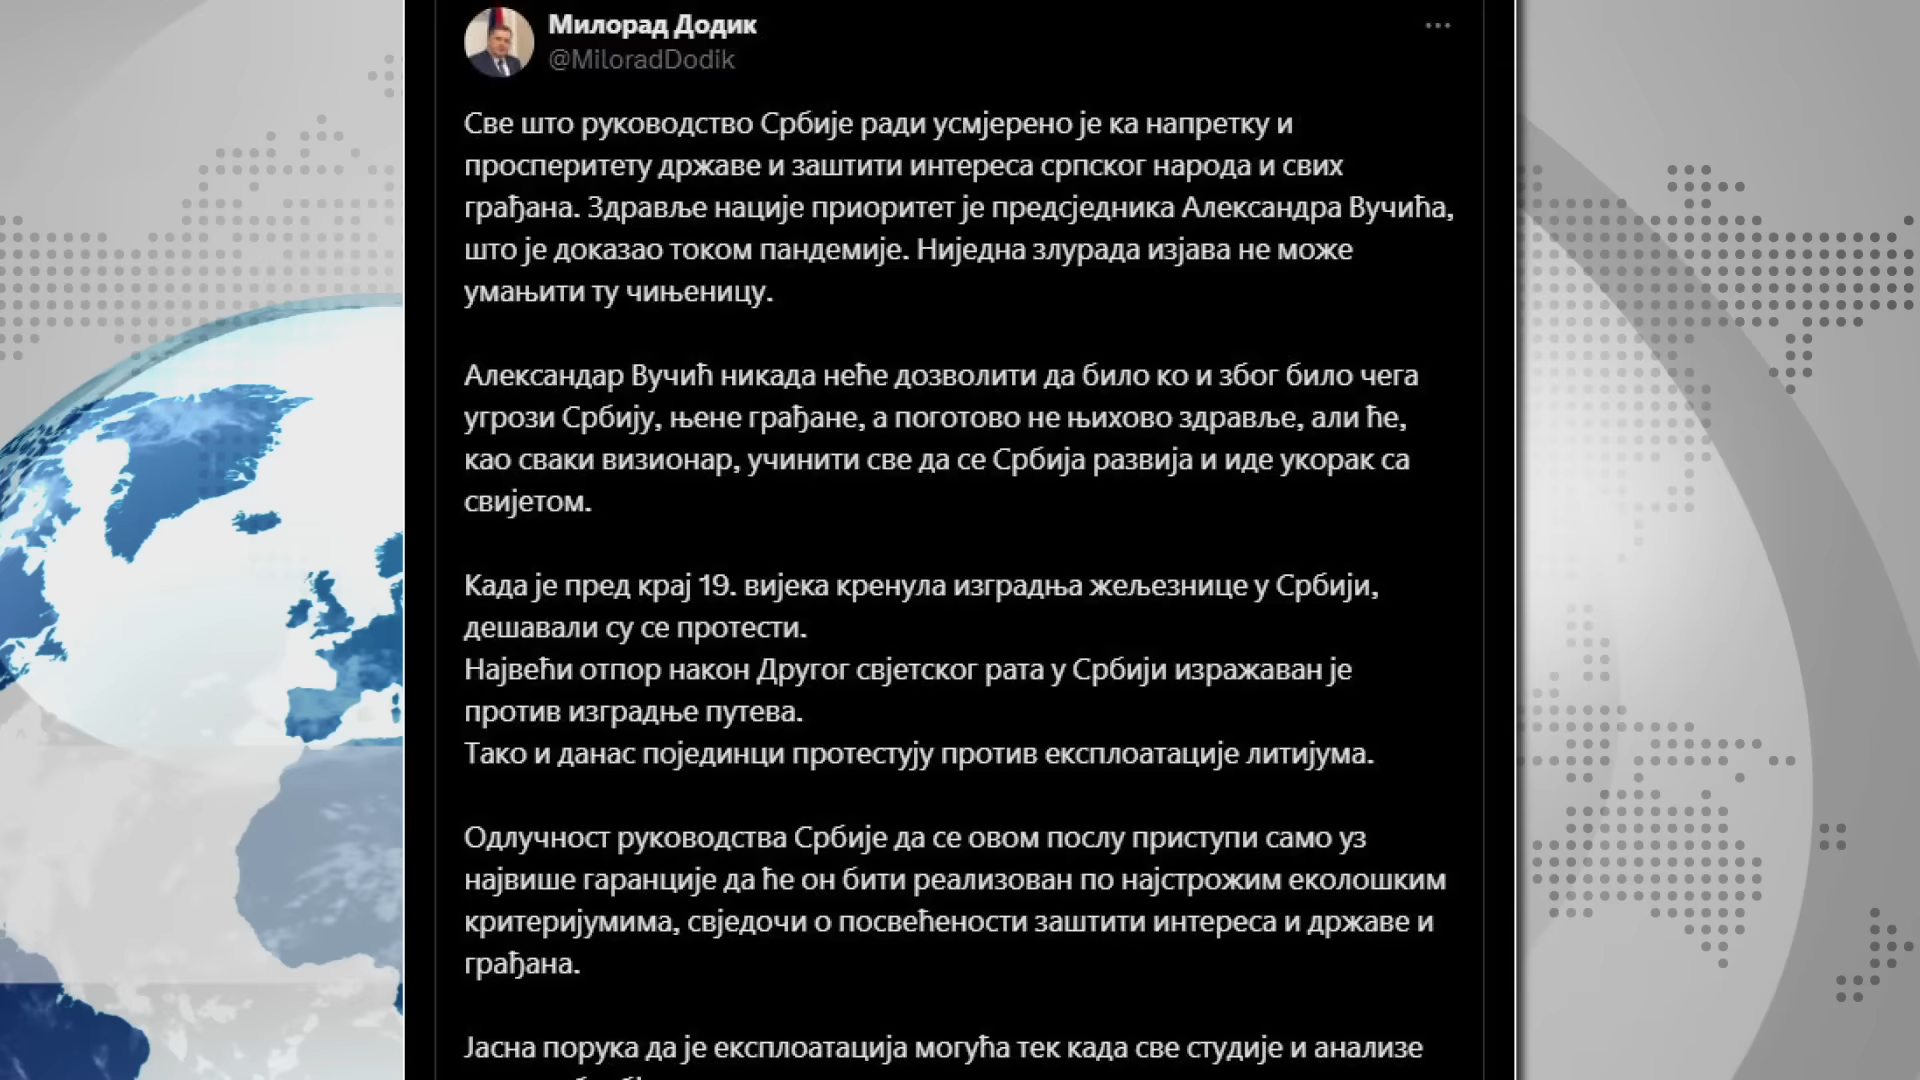 Милорад Додик
@MiloradDodik
Све што руководство Србије ради усмјерено је ка напретку и
просперитету државе и заштити интереса српског народа и свих
грађана. Здравље нације приоритет је предсједника Александра Вучића,
што је доказао током пандемије. Ниједна злурада изјава не може
умањити ту чињеницу.
Александар Вучић никада неће дозволити да било ко и због било чега
угрози Србију, њене грађане, а поготово не њихово здравље, али ће,
као сваки визионар, учинити све да се Србија развија и иде укорак са
свијетом.
Када је пред крај 19. вијека кренула изградња жељезнице у Србији,
дешавали су се протести.
Највећи отпор након Другог свјетског рата у Србији изражаван је
против изградње путева.
Тако и данас појединци протестују против експлоатације литијума.
Одлучност руководства Србије да се овом послу приступи само уз
највише гаранције да ће он бити реализован по најстрожим еколошким
критеријумима, свједочи о посвећености заштити интереса и државе и
грађана.
Јасна порука да је експлоатација могућа тек када све студије и анализе